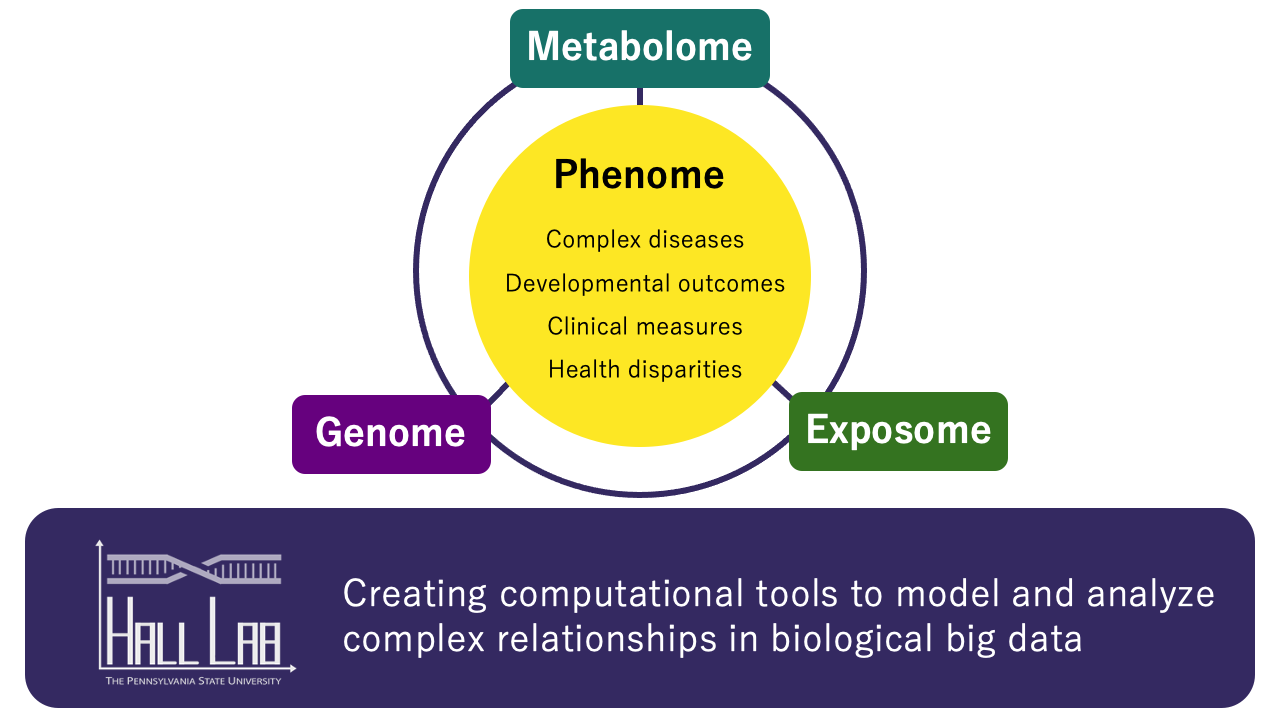 Metabolome
Phenome
Complex diseases
Developmental outcomes
Clinical measures
Health disparities
Genome
Exposome
HALL LAB
THE PENNSYLVANIA STATE UNIVERSITY
Creating computational tools to model and analyze
complex relationships in biological big data